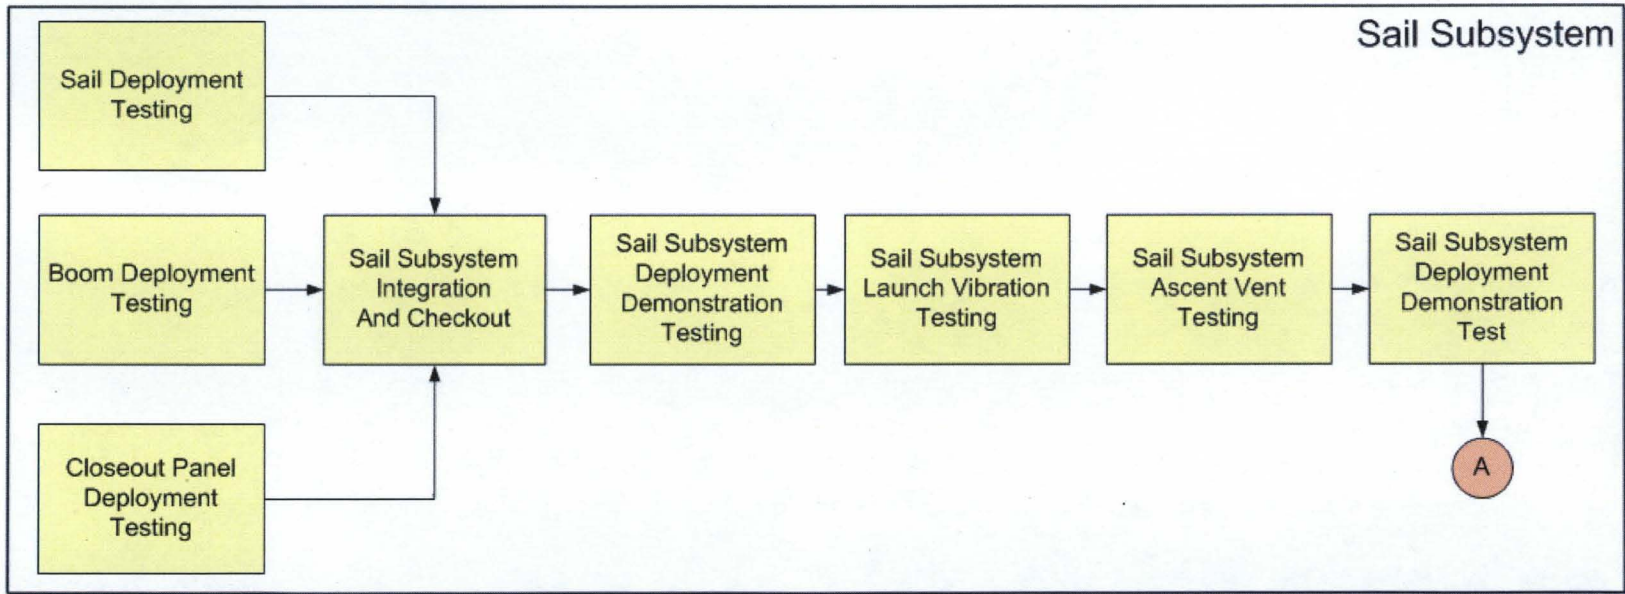 Sail Subsystem
Sail Deployment
Testing
Boom Deployment
Testing
Closeout Panel
Deployment
Testing
Sail Subsystem
Integration
And Checkout
Sail Subsystem
Deployment
Demonstration
Testing
Sail Subsystem
Launch Vibration
Testing
Sail Subsystem
Ascent Vent
Testing
Sail Subsystem
Deployment
Demonstration
Test
A